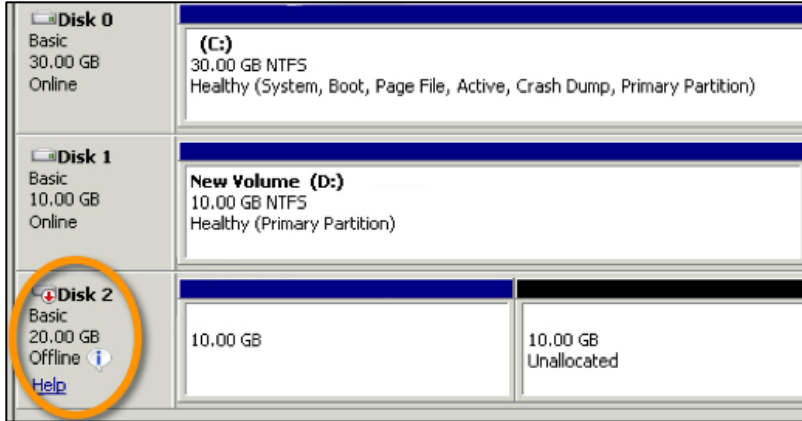 Disk 0
Basic
30.00 GB
Online
(C:)
30.00 GB NTFS
Healthy (System, Boot, Page File, Active, Crash Dump, Primary Partition)
Disk 1
Basic
10.00 GB
Online
New Volume (D:)
10.00 GB NTFS
Healthy (Primary Partition)
Disk 2
Basic
20.00 GB
Offline i
Help
10.00 GB
10.00 GB
Unallocated